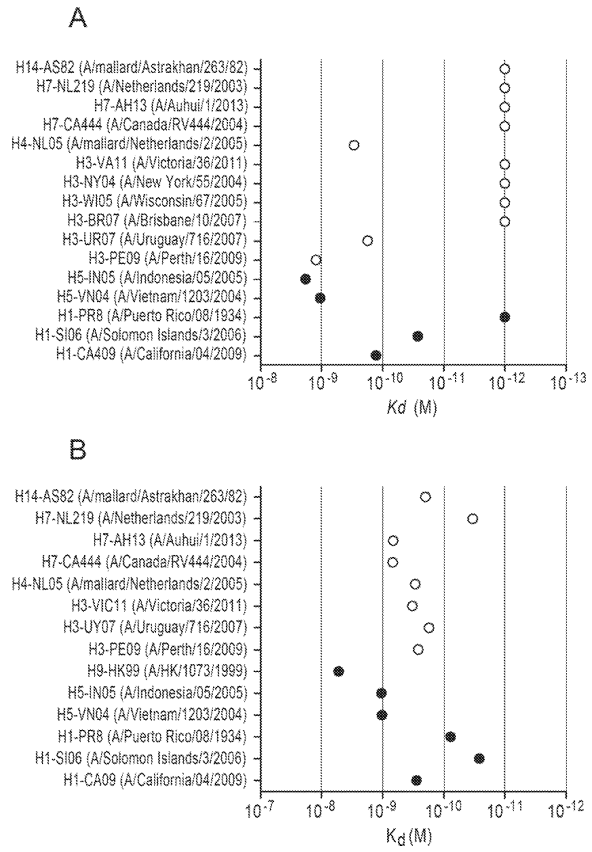 A
H14-AS82 (A/mallard/Astrakhan/263/82)
H7-NL219 (A/Netherlands/219/2003)
H7-AH13 (A/Auhui/1/2013)
H7-CA444 (A/Canada/RV444/2004)
H4-NL05 (A/mallard/Netherlands/2/2005)
H3-VA11 (A/Victoria/36/2011)
H3-NY04 (A/New York/55/2004)
H3-WI05 (A/Wisconsin/67/2005)
H3-BR07 (A/Brisbane/10/2007)
H3-UR07 (A/Uruguay/716/2007)
H3-PE09 (A/Perth/16/2009)
H5-IN05 (A/Indonesia/05/2005)
H5-VN04 (A/Vietnam/1203/2004)
H1-PR8 (A/Puerto Rico/08/1934)
H1-SI06 (A/Solomon Islands/3/2006)
H1-CA409 (A/California/04/2009)
10⁻⁸ 10⁻⁹ 10⁻¹⁰ 10⁻¹¹ 10⁻¹² 10⁻¹³
Kd (M)
B
H14-AS82 (A/mallard/Astrakhan/263/82)
H7-NL219 (A/Netherlands/219/2003)
H7-AH13 (A/Auhui/1/2013)
H7-CA444 (A/Canada/RV444/2004)
H4-NL05 (A/mallard/Netherlands/2/2005)
H3-VIC11 (A/Victoria/36/2011)
H3-UY07 (A/Uruguay/716/2007)
H3-PE09 (A/Perth/16/2009)
H9-HK99 (A/HK/1073/1999)
H5-IN05 (A/Indonesia/05/2005)
H5-VN04 (A/Vietnam/1203/2004)
H1-PR8 (A/Puerto Rico/08/1934)
H1-SI06 (A/Solomon Islands/3/2006)
H1-CA09 (A/California/04/2009)
10⁻⁷ 10⁻⁸ 10⁻⁹ 10⁻¹⁰ 10⁻¹¹ 10⁻¹²
K_d (M)